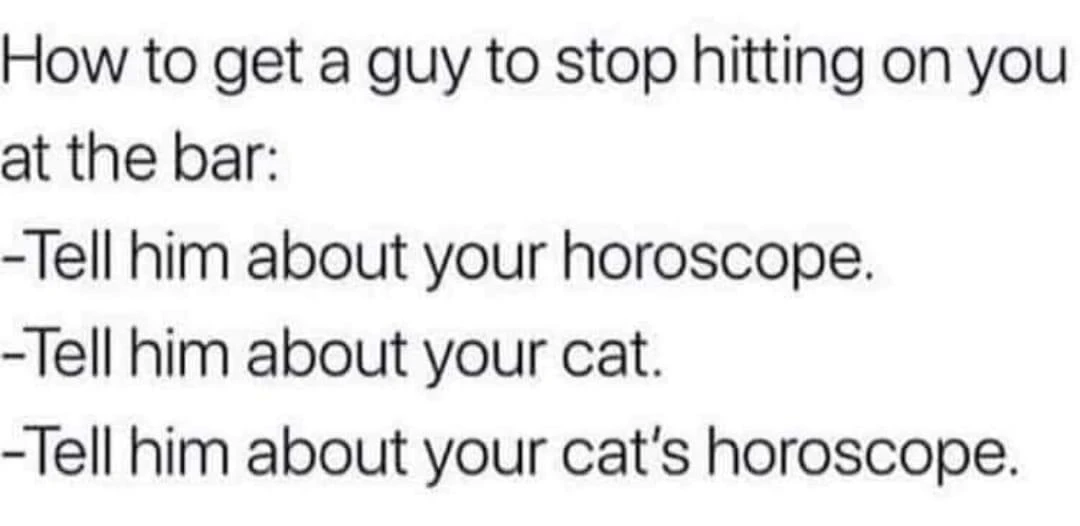 How to get a guy to stop hitting on you
at the bar:
-Tell him about your horoscope.
-Tell him about your cat.
-Tell him about your cat's horoscope.